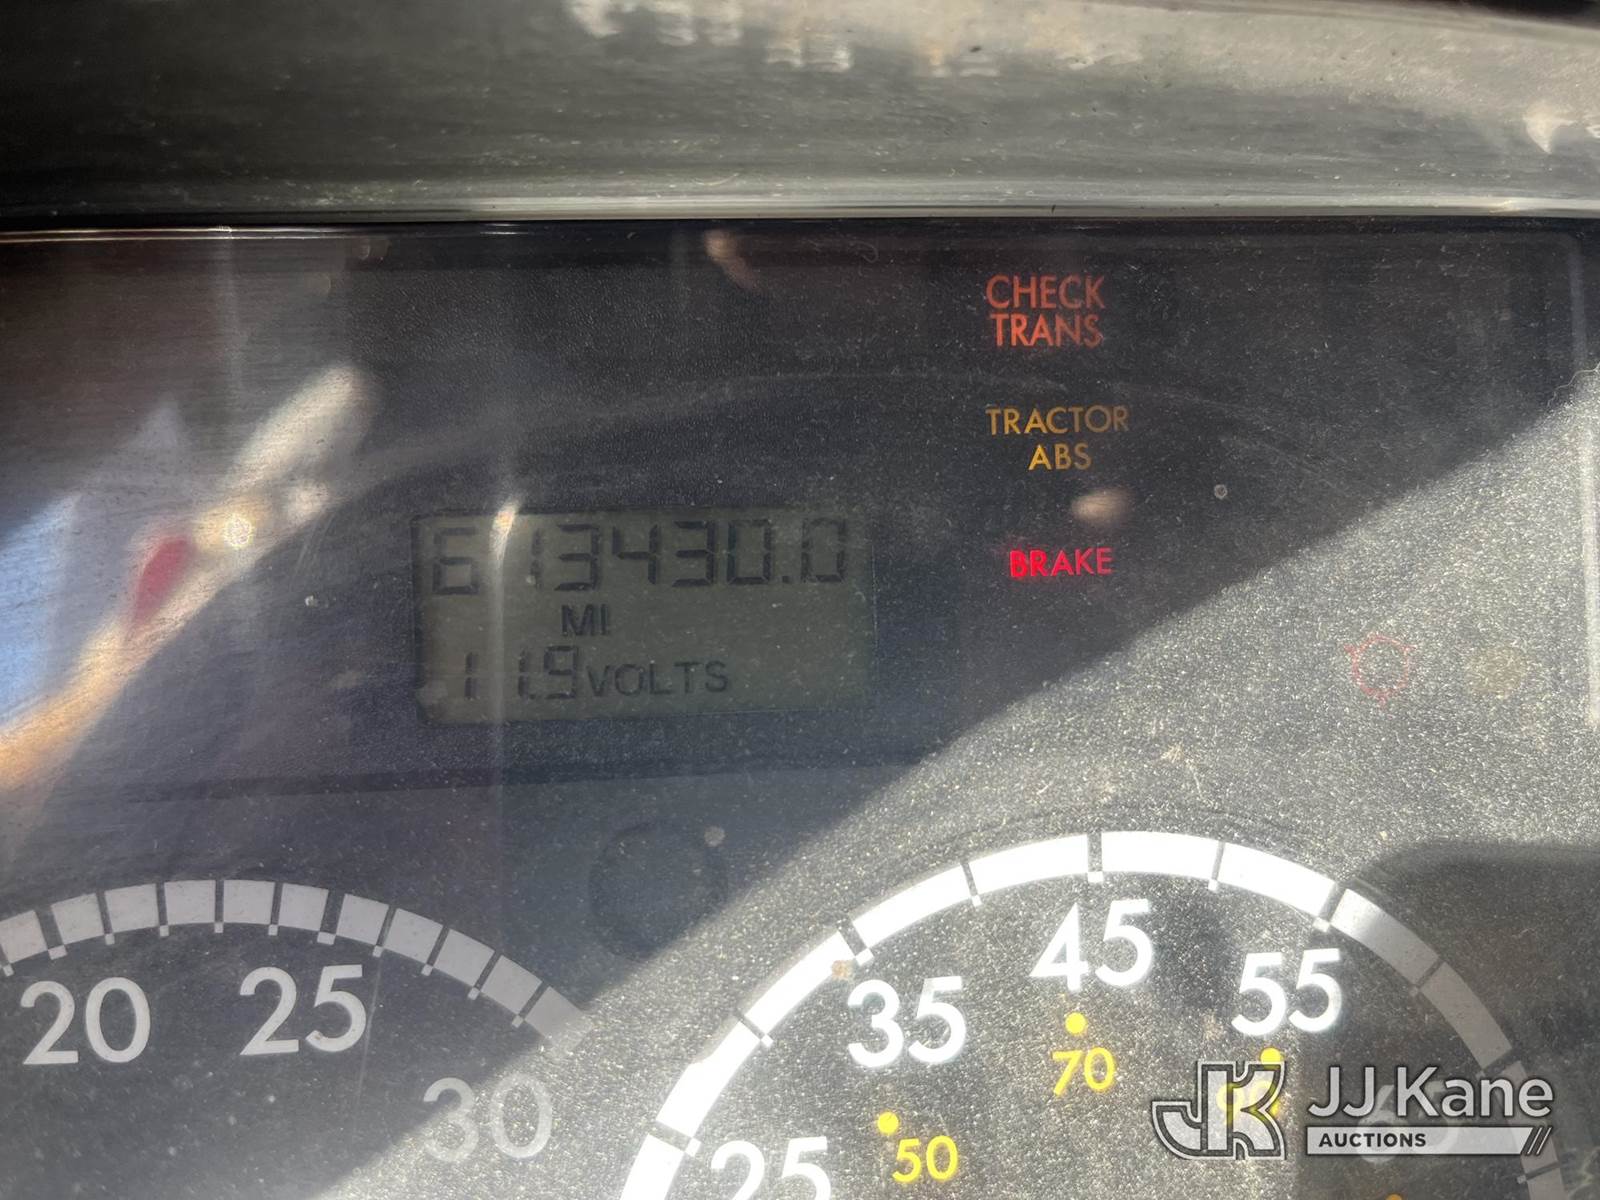 CHECK
TRANS
TRACTOR
ABS
613430.0
BRAKE
MI
11.9 VOLTS
20
25
30
25
35
45
55
50
70
JK
JJ Kane
AUCTIONS